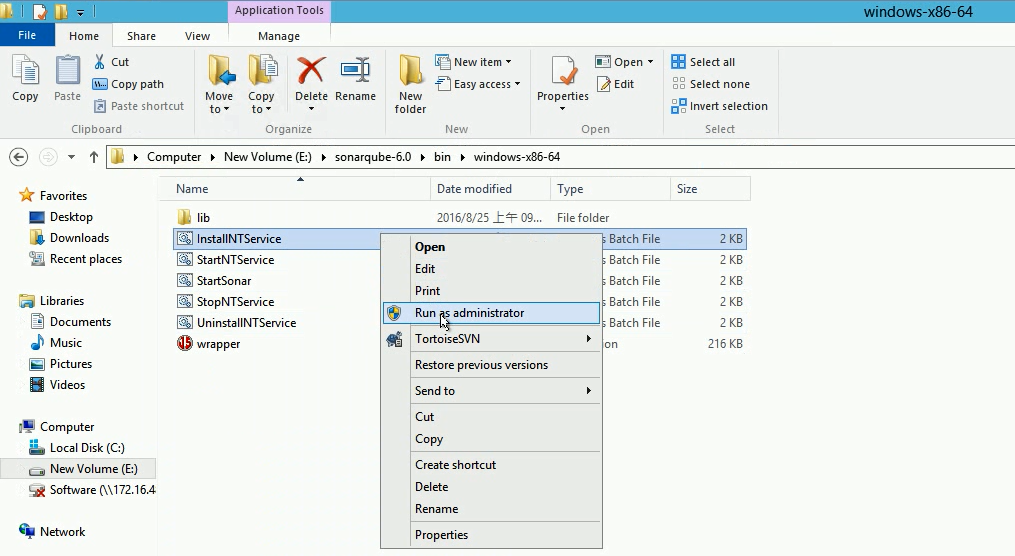 Application Tools
windows-x86-64
File Home Share View Manage
Copy
Paste
Cut
Copy path
Paste shortcut
Clipboard
Move to
Copy to
Delete
Rename
Organize
New folder
New item
Easy access
New
Properties
Open
Edit
Open
Select all
Select none
Invert selection
Select
Computer New Volume (E:) sonarqube-6.0 bin windows-x86-64
Favorites
Desktop
Downloads
Recent places
Libraries
Documents
Music
Pictures
Videos
Computer
Local Disk (C:)
New Volume (E:)
Software (\\172.16.4
Network
Name Date modified Type Size
lib 2016/8/25 上午 09... File folder
InstallNTService s Batch File 2 KB
StartNTService s Batch File 2 KB
StartSonar s Batch File 2 KB
StopNTService s Batch File 2 KB
UninstallNTService s Batch File 2 KB
wrapper on 216 KB
Open
Edit
Print
Run as administrator
TortoiseSVN
Restore previous versions
Send to
Cut
Copy
Create shortcut
Delete
Rename
Properties